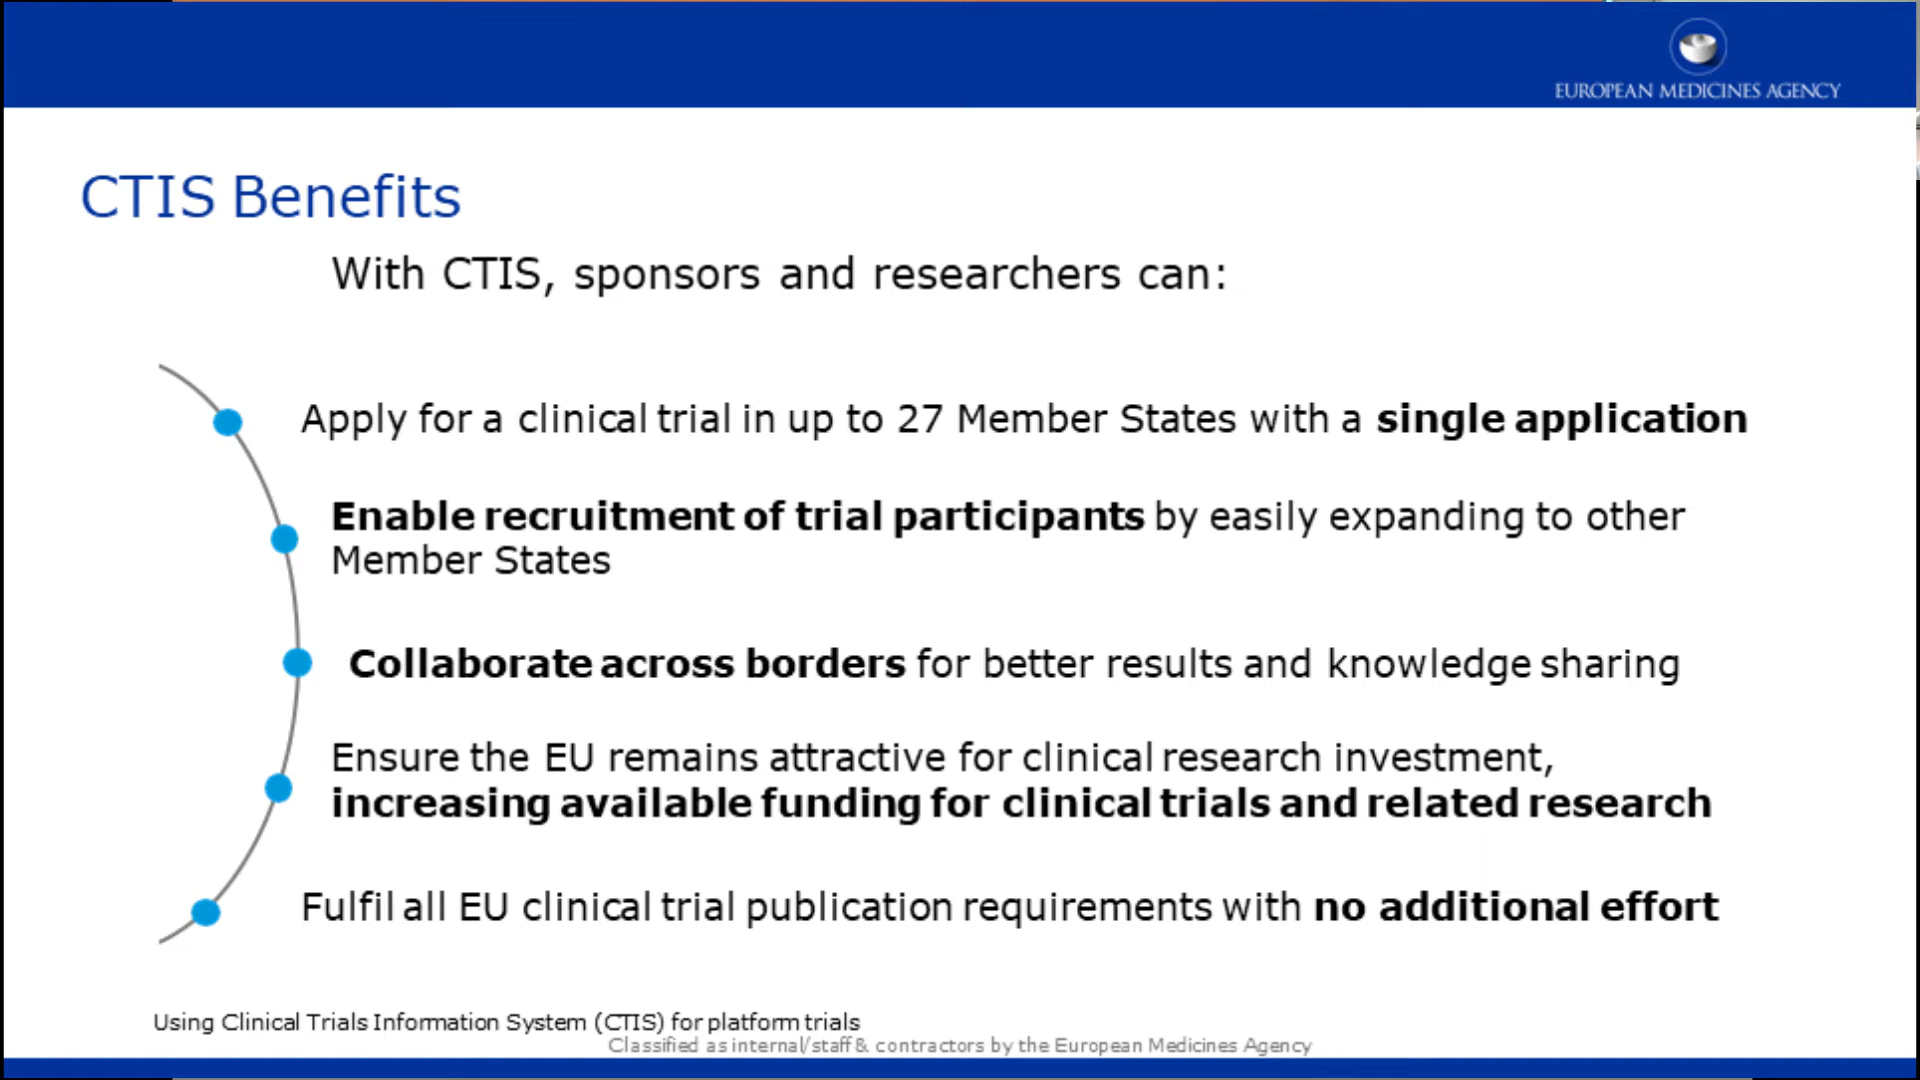 EUROPEAN MEDICINES AGENCY
CTIS Benefits
With CTIS, sponsors and researchers can:
Apply for a clinical trial in up to 27 Member States with a single application
Enable recruitment of trial participants by easily expanding to other
Member States
Collaborate across borders for better results and knowledge sharing
Ensure the EU remains attractive for clinical research investment,
increasing available funding for clinical trials and related research
Fulfil all EU clinical trial publication requirements with no additional effort
Using Clinical Trials Information System (CTIS) for platform trials
Classified as internal/staff & contractors by the European Medicines Agency